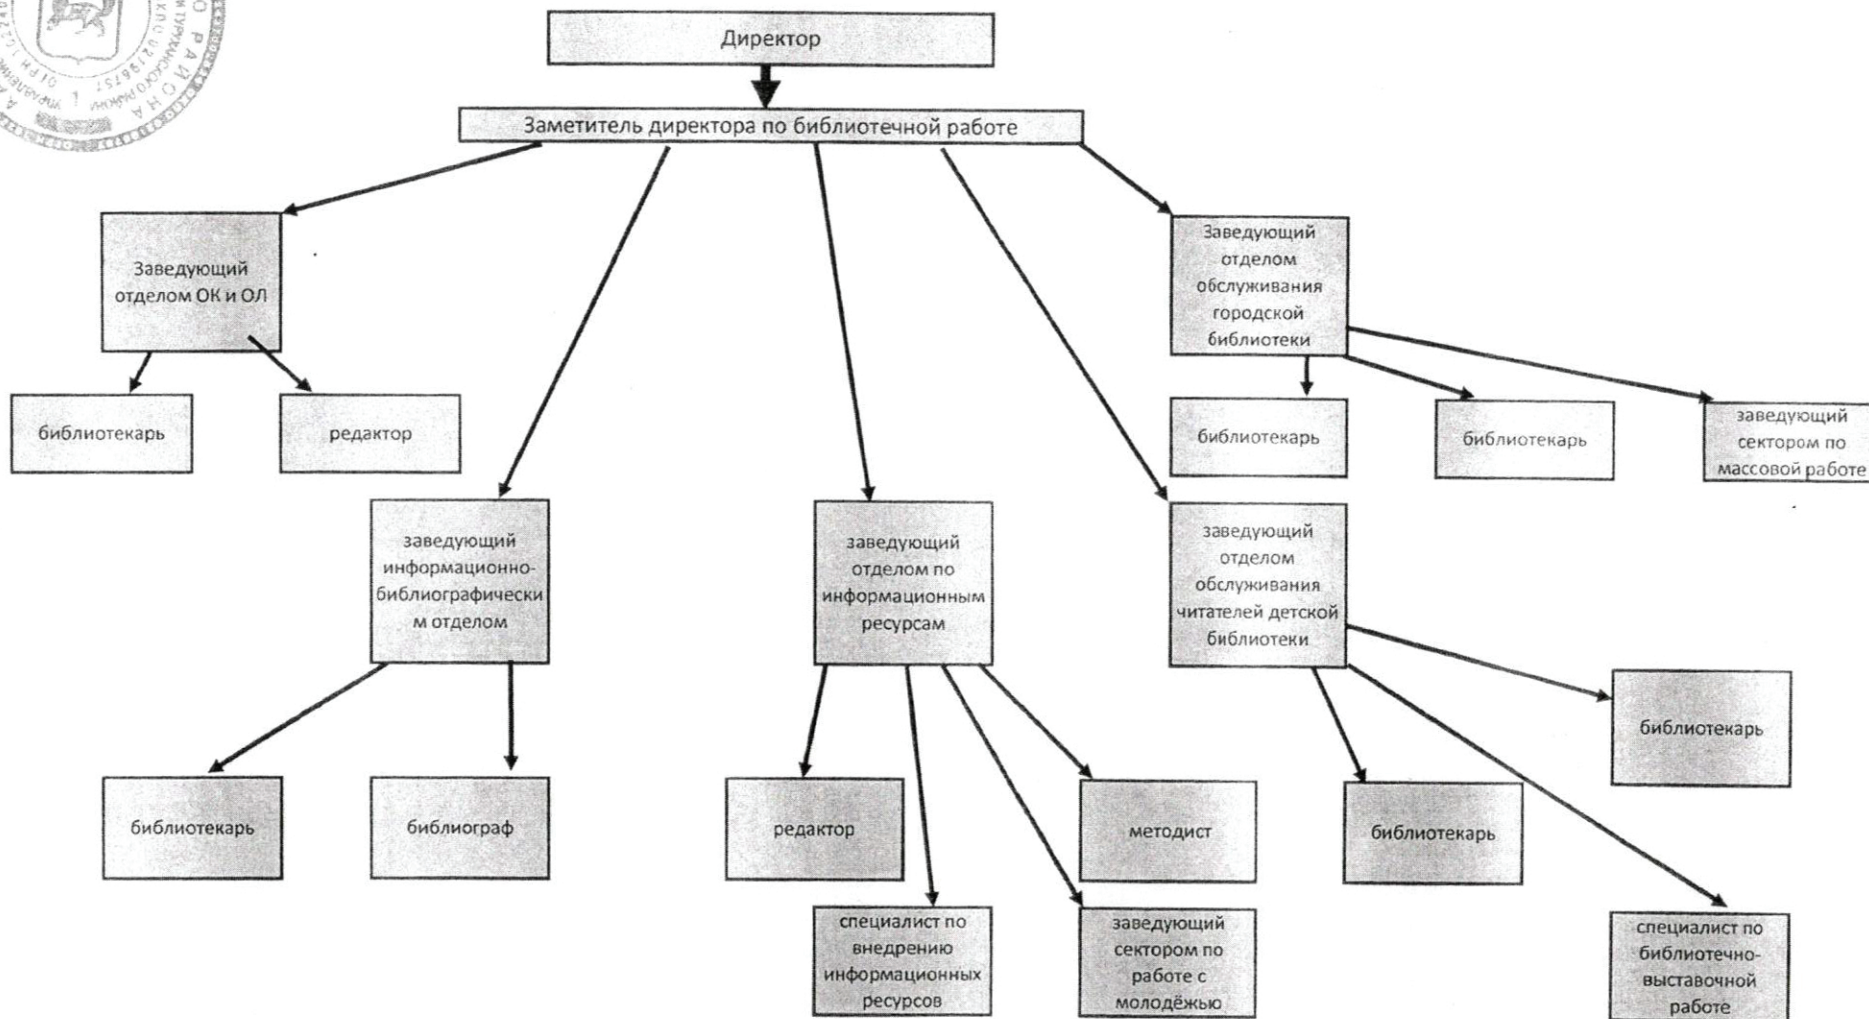 Директор
Заметитель директора по библиотечной работе
Заведующий
отделом ОК и ОЛ
Заведующий
отделом
обслуживания
городской
библиотеки
библиотекарь
редактор
библиотекарь
библиотекарь
заведующий
сектором по
массовой работе
заведующий
информационно-
библиографически
м отделом
заведующий
отделом по
информационным
ресурсам
заведующий
отделом
обслуживания
читателей детской
библиотеки
библиотекарь
библиотекарь
библиограф
редактор
методист
библиотекарь
специалист по
внедрению
информационных
ресурсов
заведующий
сектором по
работе с
молодёжью
специалист по
библиотечно-
выставочной
работе